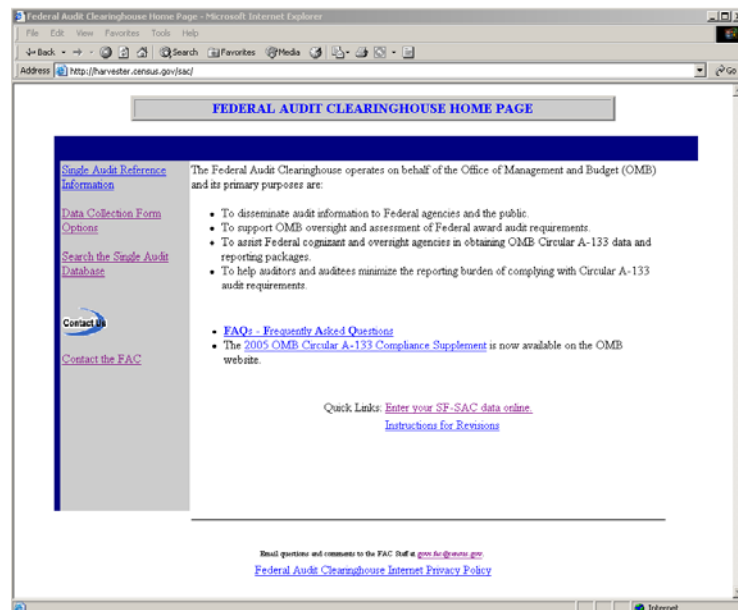 Federal Audit Clearinghouse Home Page - Microsoft Internet Explorer
File Edit View Favorites Tools Help
Back Search Favorites Media
Address http://harvester.census.gov/sac/ Go
FEDERAL AUDIT CLEARINGHOUSE HOME PAGE
Single Audit Reference
Information
Data Collection Form
Options
Search the Single Audit
Database
Contact Us
Contact the FAC
The Federal Audit Clearinghouse operates on behalf of the Office of Management and Budget (OMB)
and its primary purposes are:
• To disseminate audit information to Federal agencies and the public.
• To support OMB oversight and assessment of Federal award audit requirements.
• To assist Federal cognizant and oversight agencies in obtaining OMB Circular A-133 data and
reporting packages.
• To help auditors and auditees minimize the reporting burden of complying with Circular A-133
audit requirements.
• FAQs - Frequently Asked Questions
• The 2005 OMB Circular A-133 Compliance Supplement is now available on the OMB
website.
Quick Links: Enter your SF-SAC data online.
Instructions for Revisions
Email questions and comments to the FAC Staff at
Federal Audit Clearinghouse Internet Privacy Policy
Internet